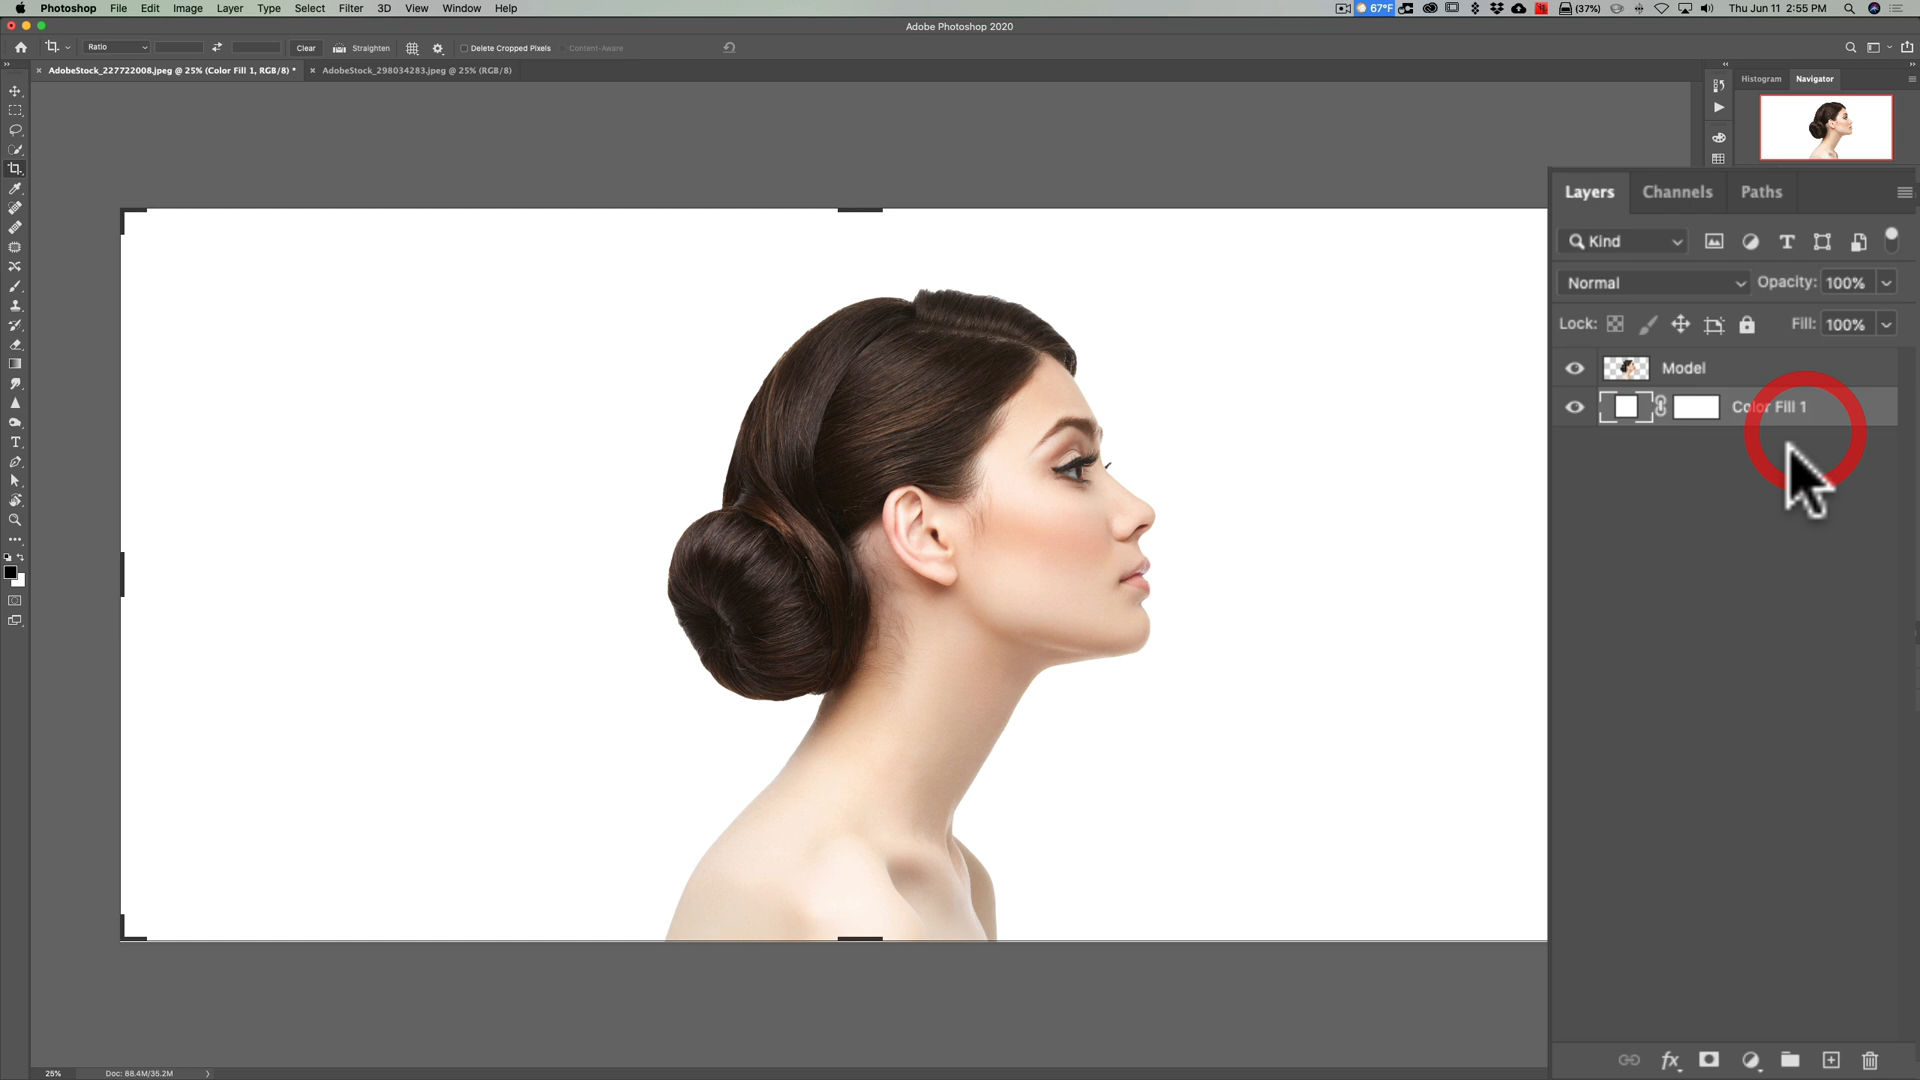 Photoshop File Edit Image Layer Type Select Filter 3D View Window Help
67°F (37%) Thu Jun 11 2:55 PM
Adobe Photoshop 2020
Ratio Clear Straighten Delete Cropped Pixels Content-Aware
AdobeStock_227722008.jpeg @ 25% (Color Fill 1, RGB/8) * AdobeStock_298034283.jpeg @ 25% (RGB/8)
Histogram Navigator
Layers Channels Paths
Kind
Normal Opacity: 100%
Lock: Fill: 100%
Model
Color Fill 1
25% Doc: 88.4M/35.2M